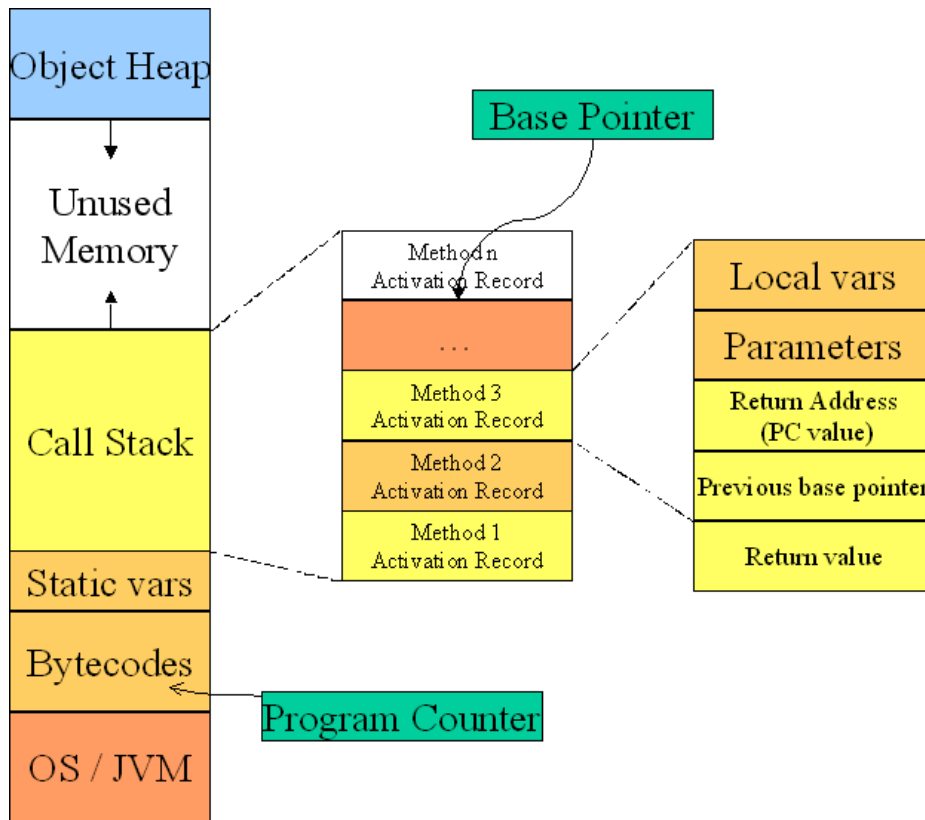 Object Heap
Unused
Memory
Call Stack
Static vars
Bytecodes
OS / JVM
Base Pointer
Method n
Activation Record
. . .
Method 3
Activation Record
Method 2
Activation Record
Method 1
Activation Record
Program Counter
Local vars
Parameters
Return Address
(PC value)
Previous base pointer
Return value